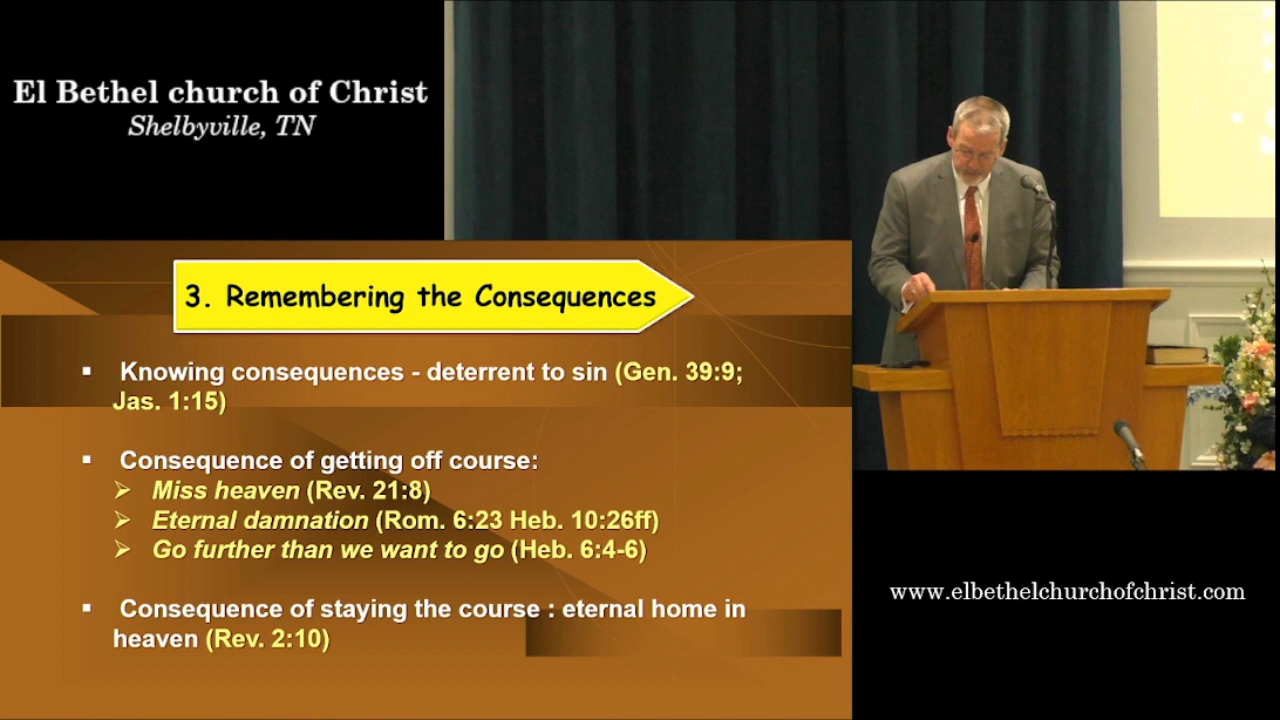 El Bethel church of Christ
Shelbyville, TN
3. Remembering the Consequences
▪ Knowing consequences - deterrent to sin (Gen. 39:9;
Jas. 1:15)
▪ Consequence of getting off course:
➢ Miss heaven (Rev. 21:8)
➢ Eternal damnation (Rom. 6:23 Heb. 10:26ff)
➢ Go further than we want to go (Heb. 6:4-6)
▪ Consequence of staying the course : eternal home in
heaven (Rev. 2:10)
www.elbethelchurchofchrist.com